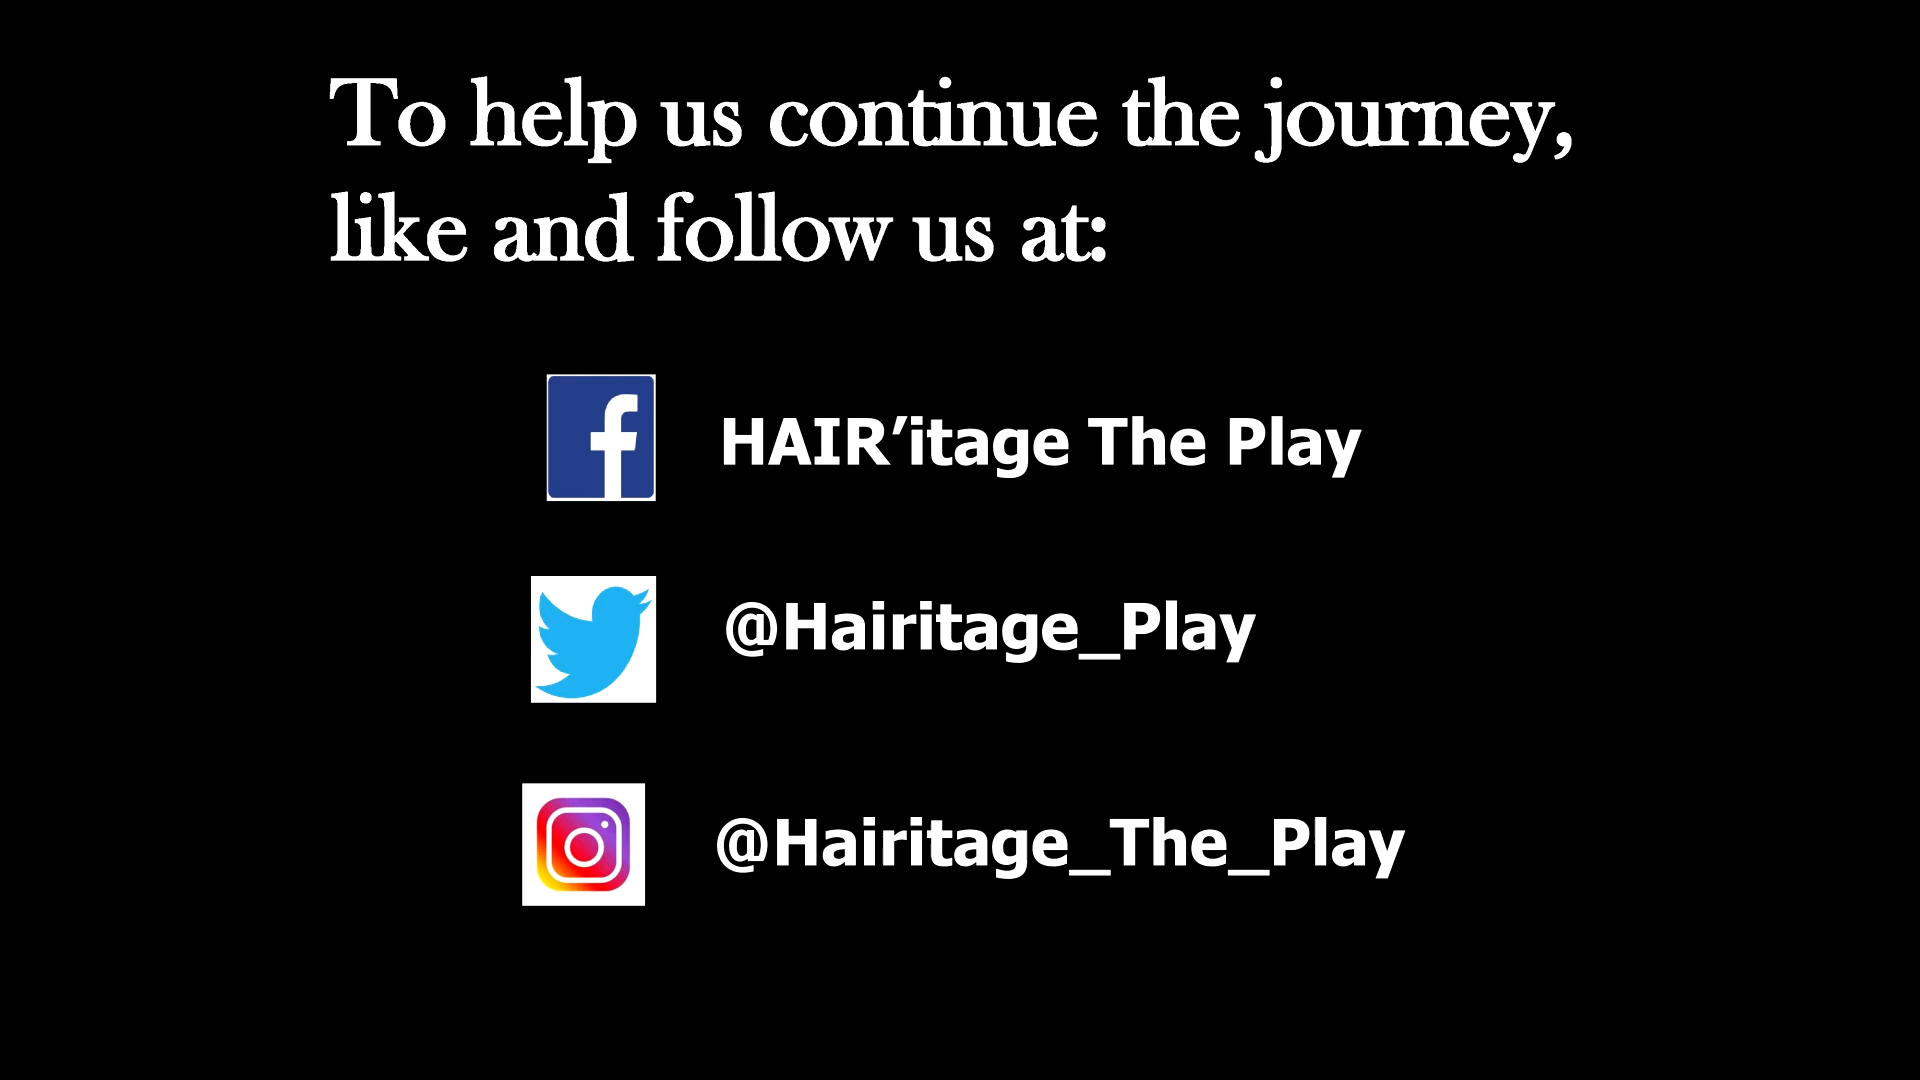 To help us continue the journey,
like and follow us at:
HAIR’itage The Play
@Hairitage_Play
@Hairitage_The_Play